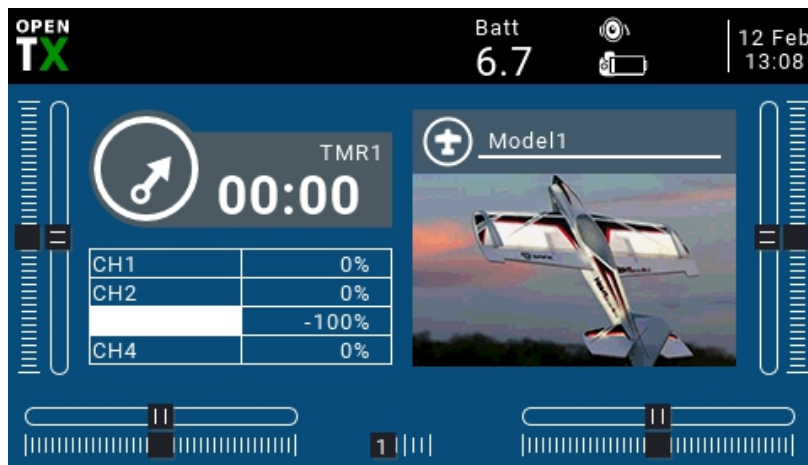 OPEN
TX
Batt
6.7
12 Feb
13:08
TMR1
00:00
Model1
CH1 0%
CH2 0%
-100%
CH4 0%
1